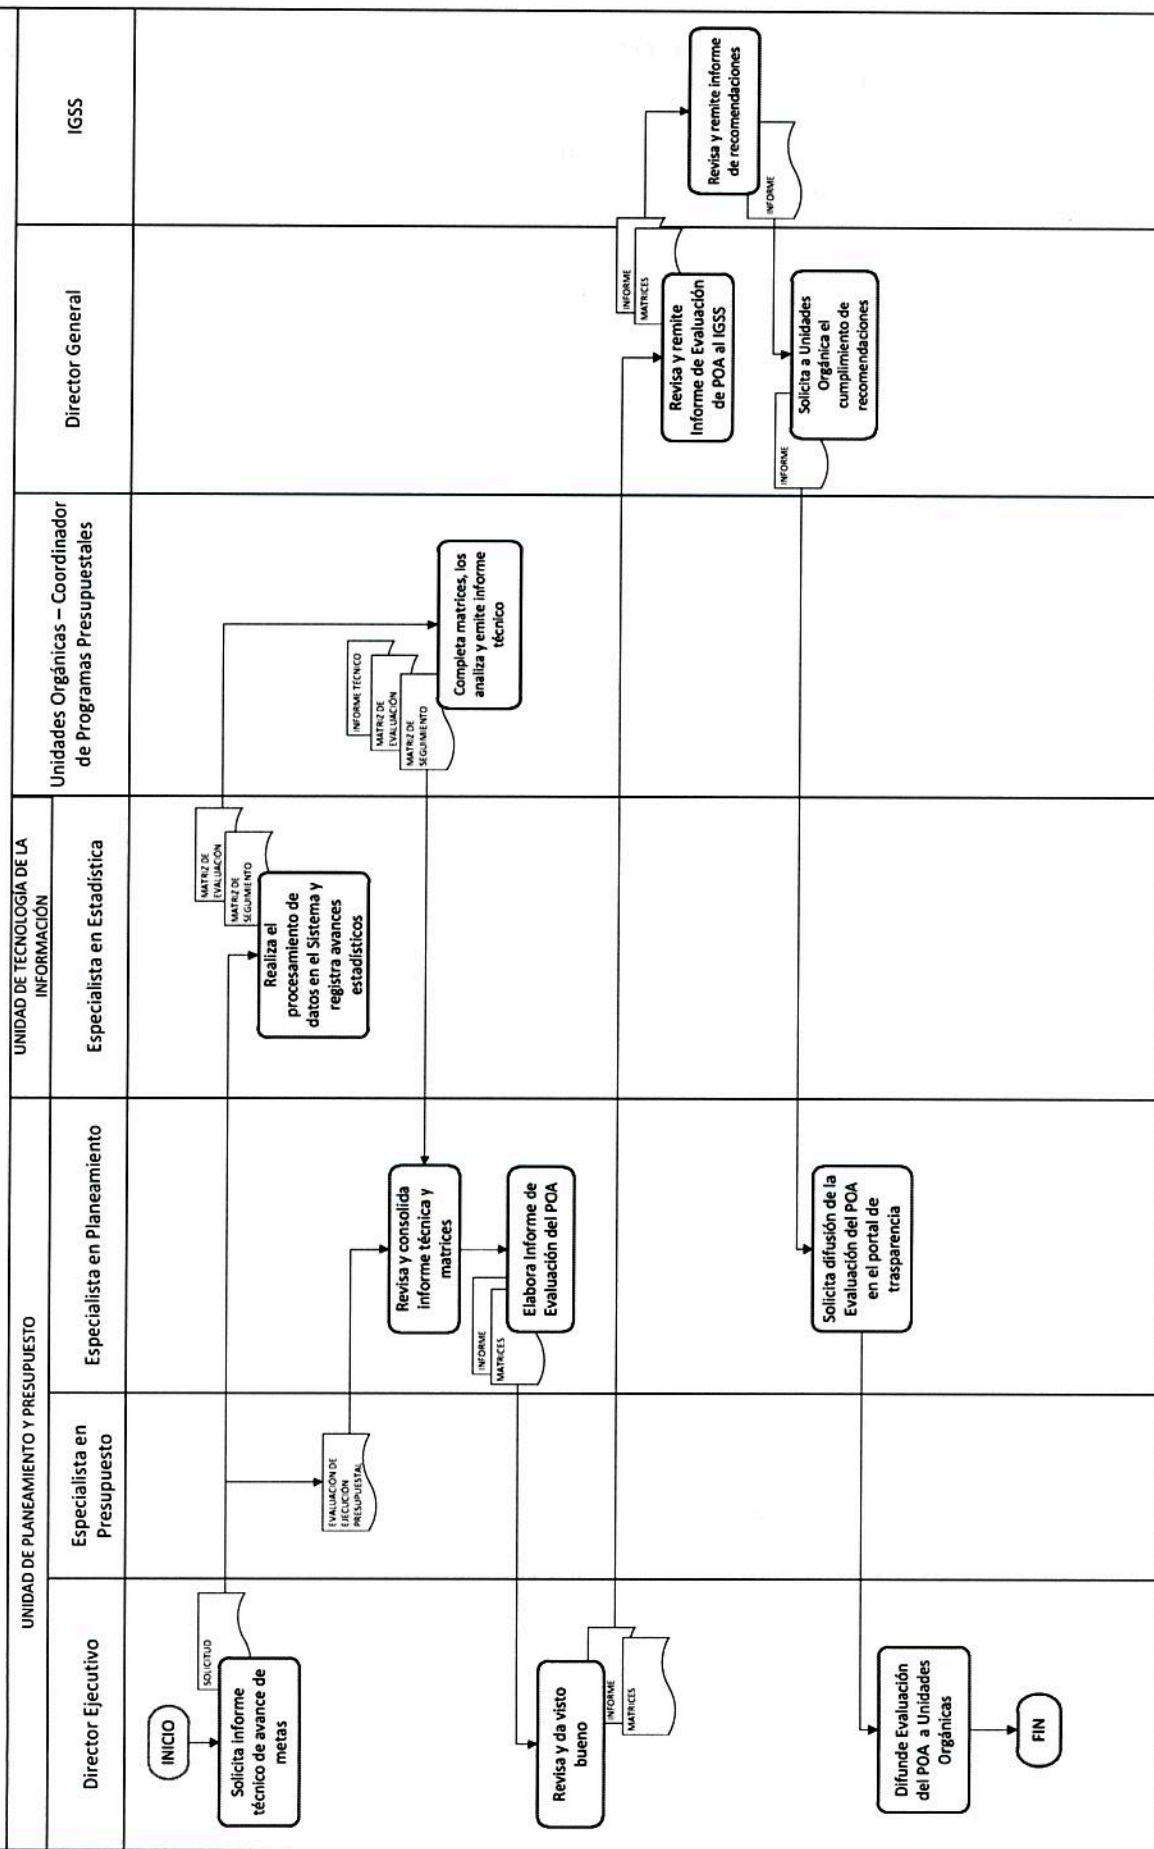 UNIDAD DE PLANEAMIENTO Y PRESUPUESTO
UNIDAD DE TECNOLOGÍA DE LA
INFORMACIÓN
Director Ejecutivo
Especialista en
Presupuesto
Especialista en Planeamiento
Especialista en Estadística
Unidades Orgánicas – Coordinador
de Programas Presupuestales
Director General
IGSS
INICIO
SOLICITUD
Solicita informe
técnico de avance de
metas
MATRIZ DE
EVALUACIÓN
MATRIZ DE
SEGUIMIENTO
Realiza el
procesamiento de
datos en el Sistema y
registra avances
estadísticos
EVALUACIÓN DE
EJECUCIÓN
PRESUPUESTAL
INFORME TÉCNICO
MATRIZ DE
EVALUACIÓN
MATRIZ DE
SEGUIMIENTO
Completa matrices, los
analiza y emite informe
técnico
Revisa y consolida
informe técnica y
matrices
Elabora Informe de
Evaluación del POA
INFORME
MATRICES
Revisa y da visto
bueno
INFORME
MATRICES
INFORME
MATRICES
Revisa y remite
Informe de Evaluación
de POA al IGSS
Revisa y remite informe
de recomendaciones
INFORME
Solicita a Unidades
Orgánica el
cumplimiento de
recomendaciones
INFORME
Solicita difusión de la
Evaluación del POA
en el portal de
trasparencia
Difunde Evaluación
del POA a Unidades
Orgánicas
FIN